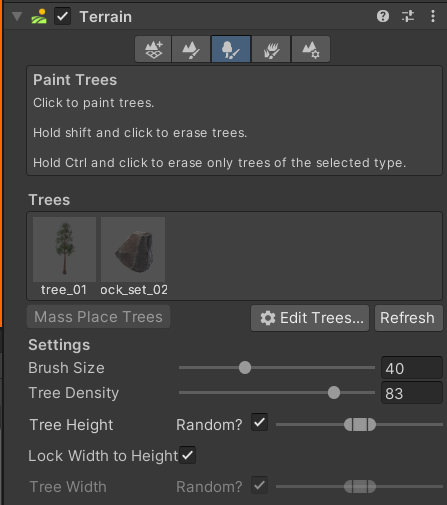 Terrain
Paint Trees
Click to paint trees.
Hold shift and click to erase trees.
Hold Ctrl and click to erase only trees of the selected type.
Trees
tree_01 ock_set_02
Mass Place Trees Edit Trees... Refresh
Settings
Brush Size 40
Tree Density 83
Tree Height Random?
Lock Width to Height
Tree Width Random?